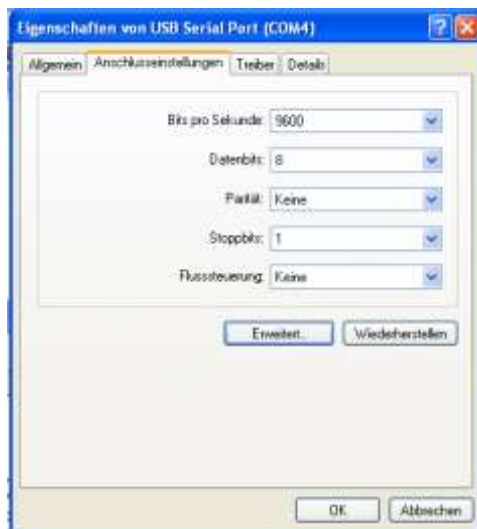 Eigenschaften von USB Serial Port (COM4)
Allgemein Anschlusseinstellungen Treiber Details
Bits pro Sekunde: 9600
Datenbits: 8
Parität: Keine
Stoppbits: 1
Flusssteuerung: Keine
Erweitert... Wiederherstellen
OK Abbrechen